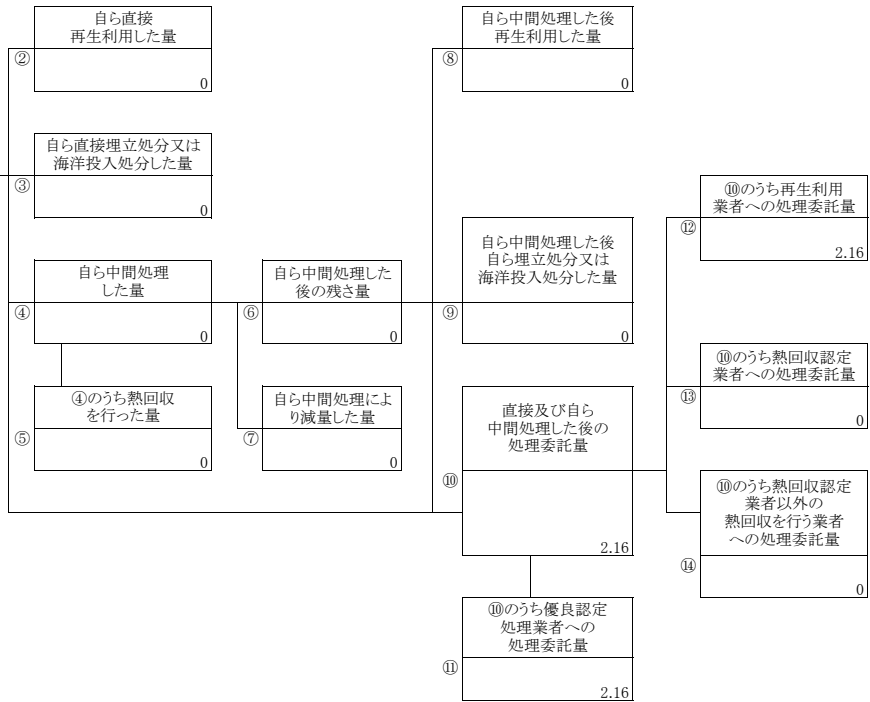 自ら直接
再生利用した量
②
0
自ら直接埋立処分又は
海洋投入処分した量
③
0
自ら中間処理
した量
④
0
④のうち熱回収
を行った量
⑤
0
自ら中間処理した
後の残さ量
⑥
0
自ら中間処理によ
り減量した量
⑦
0
自ら中間処理した後
再生利用した量
⑧
0
自ら中間処理した後
自ら埋立処分又は
海洋投入処分した量
⑨
0
直接及び自ら
中間処理した後の
処理委託量
⑩
2.16
⑩のうち優良認定
処理業者への
処理委託量
⑪
2.16
⑩のうち再生利用
業者への処理委託量
⑫
2.16
⑩のうち熱回収認定
業者への処理委託量
⑬
0
⑩のうち熱回収認定
業者以外の
熱回収を行う業者
への処理委託量
⑭
0